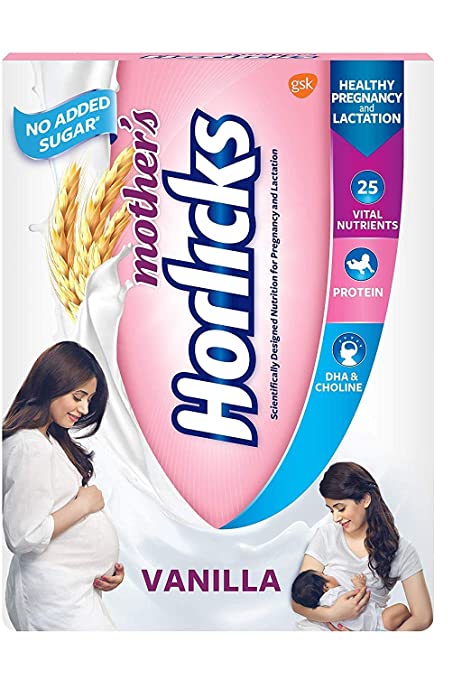 NO ADDED
SUGAR#
gsk
HEALTHY
PREGNANCY
and
LACTATION
mother's
Horlicks
Scientifically Designed Nutrition for Pregnancy and Lactation
25
VITAL
NUTRIENTS
PROTEIN
DHA &
CHOLINE
VANILLA